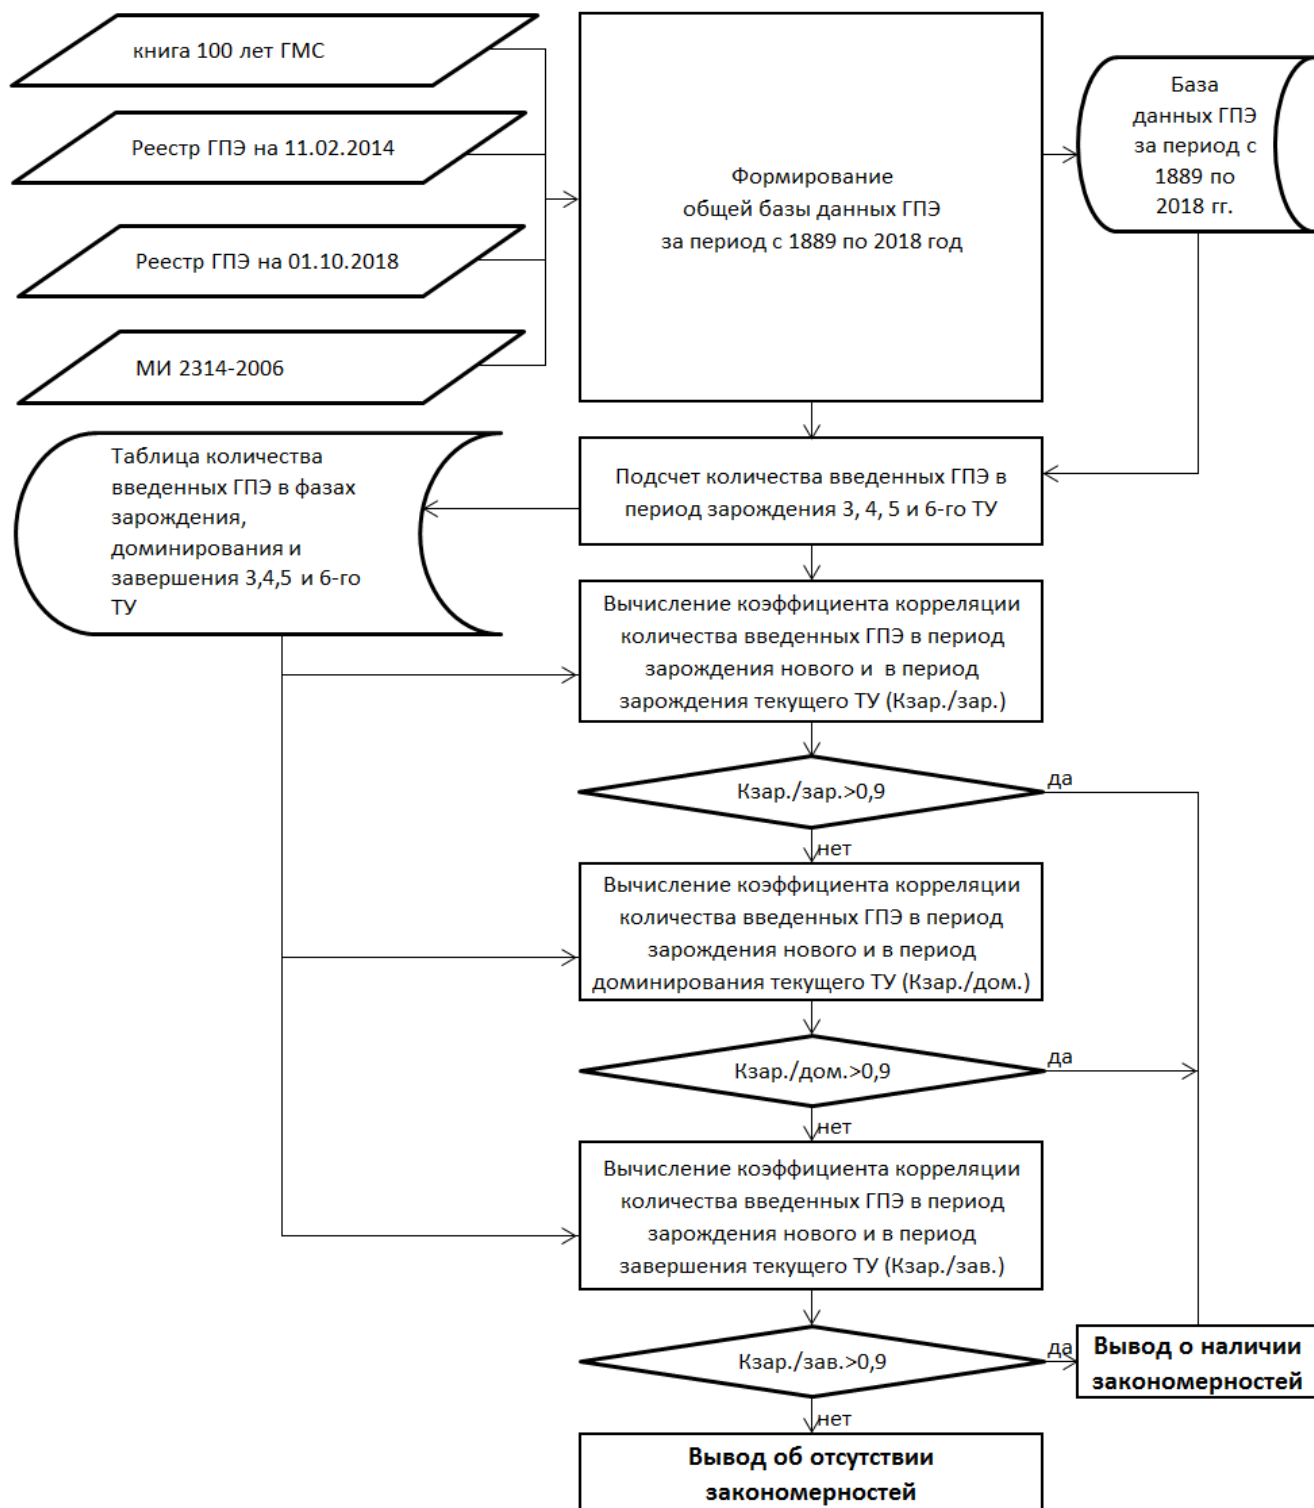 книга 100 лет ГМС
Реестр ГПЭ на 11.02.2014
Реестр ГПЭ на 01.10.2018
МИ 2314-2006
Формирование
общей базы данных ГПЭ
за период с 1889 по 2018 год
База
данных ГПЭ
за период с
1889 по
2018 гг.
Таблица количества
введенных ГПЭ в фазах
зарождения,
доминирования и
завершения 3,4,5 и 6-го
ТУ
Подсчет количества введенных ГПЭ в
период зарождения 3, 4, 5 и 6-го ТУ
Вычисление коэффициента корреляции
количества введенных ГПЭ в период
зарождения нового и в период
зарождения текущего ТУ (Кзар./зар.)
Кзар./зар.>0,9
да
нет
Вычисление коэффициента корреляции
количества введенных ГПЭ в период
зарождения нового и в период
доминирования текущего ТУ (Кзар./дом.)
Кзар./дом.>0,9
да
нет
Вычисление коэффициента корреляции
количества введенных ГПЭ в период
зарождения нового и в период
завершения текущего ТУ (Кзар./зав.)
Кзар./зав.>0,9
да
Вывод о наличии
закономерностей
нет
Вывод об отсутствии
закономерностей